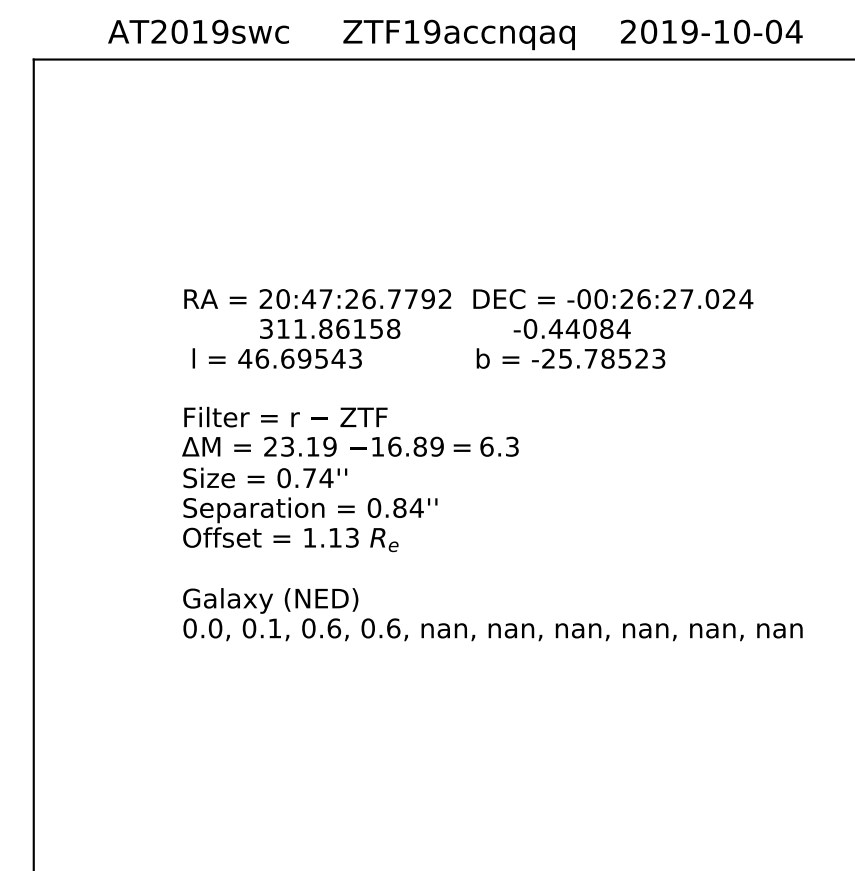 AT2019swc ZTF19accnqaq 2019-10-04
RA = 20:47:26.7792 DEC = -00:26:27.024
311.86158 -0.44084
l = 46.69543 b = -25.78523
Filter = r − ZTF
ΔM = 23.19 −16.89 = 6.3
Size = 0.74''
Separation = 0.84''
Offset = 1.13 Re
Galaxy (NED)
0.0, 0.1, 0.6, 0.6, nan, nan, nan, nan, nan, nan